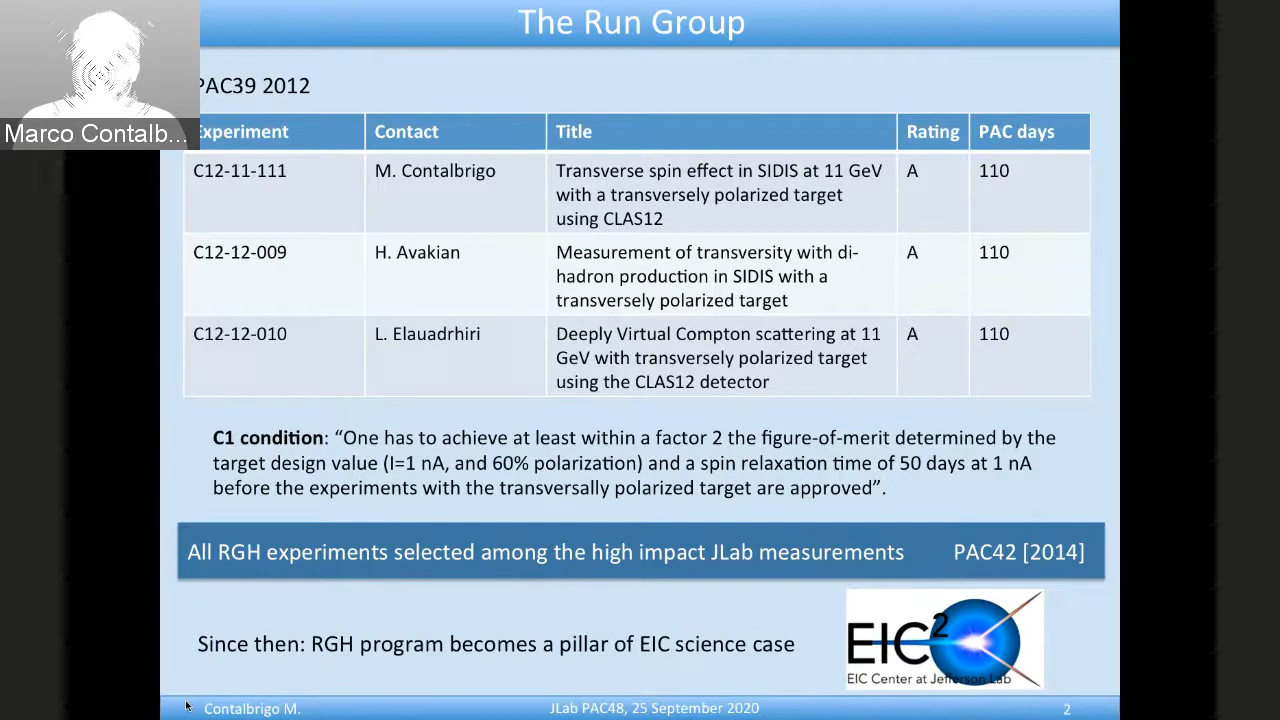 The Run Group
PAC39 2012
Marco Contalb...
Experiment Contact Title Rating PAC days
C12-11-111 M. Contalbrigo Transverse spin effect in SIDIS at 11 GeV A 110
with a transversely polarized target
using CLAS12
C12-12-009 H. Avakian Measurement of transversity with di- A 110
hadron production in SIDIS with a
transversely polarized target
C12-12-010 L. Elauadrhiri Deeply Virtual Compton scattering at 11 A 110
GeV with transversely polarized target
using the CLAS12 detector
C1 condition: “One has to achieve at least within a factor 2 the figure-of-merit determined by the
target design value (I=1 nA, and 60% polarization) and a spin relaxation time of 50 days at 1 nA
before the experiments with the transversally polarized target are approved”.
All RGH experiments selected among the high impact JLab measurements PAC42 [2014]
Since then: RGH program becomes a pillar of EIC science case
EIC2
EIC Center at Jefferson Lab
Contalbrigo M. JLab PAC48, 25 September 2020 2